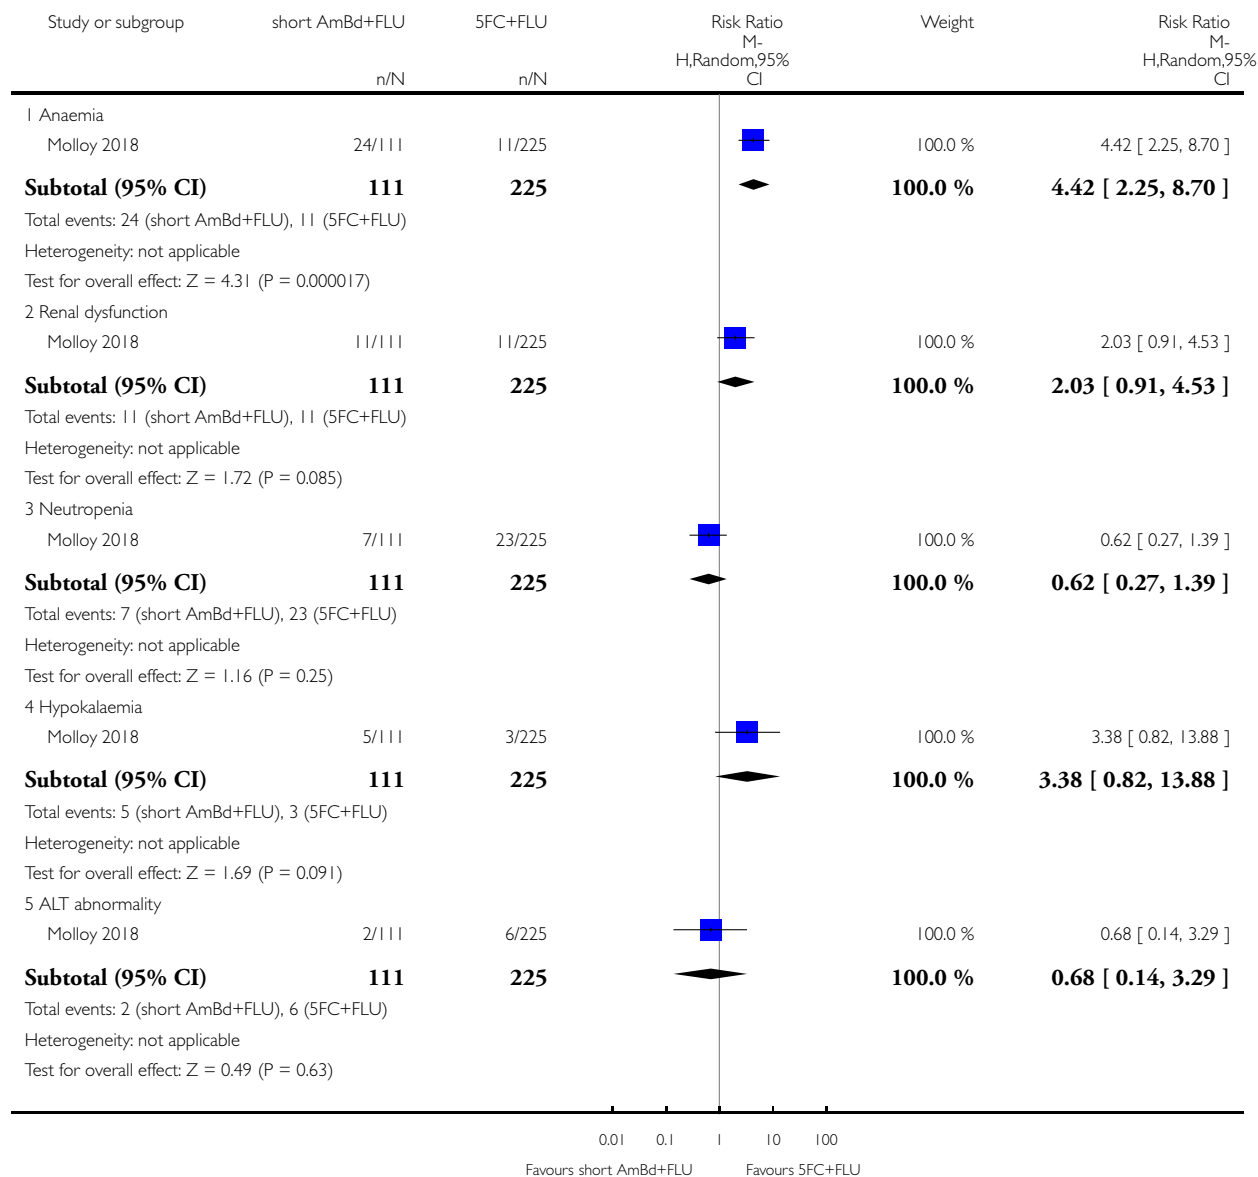 Study or subgroup short AmBd+FLU 5FC+FLU Risk Ratio Weight Risk Ratio
M- M-
H,Random,95% H,Random,95%
n/N n/N CI CI
1 Anaemia
Molloy 2018 24/111 11/225 100.0 % 4.42 [ 2.25, 8.70 ]
Subtotal (95% CI) 111 225 100.0 % 4.42 [ 2.25, 8.70 ]
Total events: 24 (short AmBd+FLU), 11 (5FC+FLU)
Heterogeneity: not applicable
Test for overall effect: Z = 4.31 (P = 0.000017)
2 Renal dysfunction
Molloy 2018 11/111 11/225 100.0 % 2.03 [ 0.91, 4.53 ]
Subtotal (95% CI) 111 225 100.0 % 2.03 [ 0.91, 4.53 ]
Total events: 11 (short AmBd+FLU), 11 (5FC+FLU)
Heterogeneity: not applicable
Test for overall effect: Z = 1.72 (P = 0.085)
3 Neutropenia
Molloy 2018 7/111 23/225 100.0 % 0.62 [ 0.27, 1.39 ]
Subtotal (95% CI) 111 225 100.0 % 0.62 [ 0.27, 1.39 ]
Total events: 7 (short AmBd+FLU), 23 (5FC+FLU)
Heterogeneity: not applicable
Test for overall effect: Z = 1.16 (P = 0.25)
4 Hypokalaemia
Molloy 2018 5/111 3/225 100.0 % 3.38 [ 0.82, 13.88 ]
Subtotal (95% CI) 111 225 100.0 % 3.38 [ 0.82, 13.88 ]
Total events: 5 (short AmBd+FLU), 3 (5FC+FLU)
Heterogeneity: not applicable
Test for overall effect: Z = 1.69 (P = 0.091)
5 ALT abnormality
Molloy 2018 2/111 6/225 100.0 % 0.68 [ 0.14, 3.29 ]
Subtotal (95% CI) 111 225 100.0 % 0.68 [ 0.14, 3.29 ]
Total events: 2 (short AmBd+FLU), 6 (5FC+FLU)
Heterogeneity: not applicable
Test for overall effect: Z = 0.49 (P = 0.63)
0.01 0.1 1 10 100
Favours short AmBd+FLU Favours 5FC+FLU